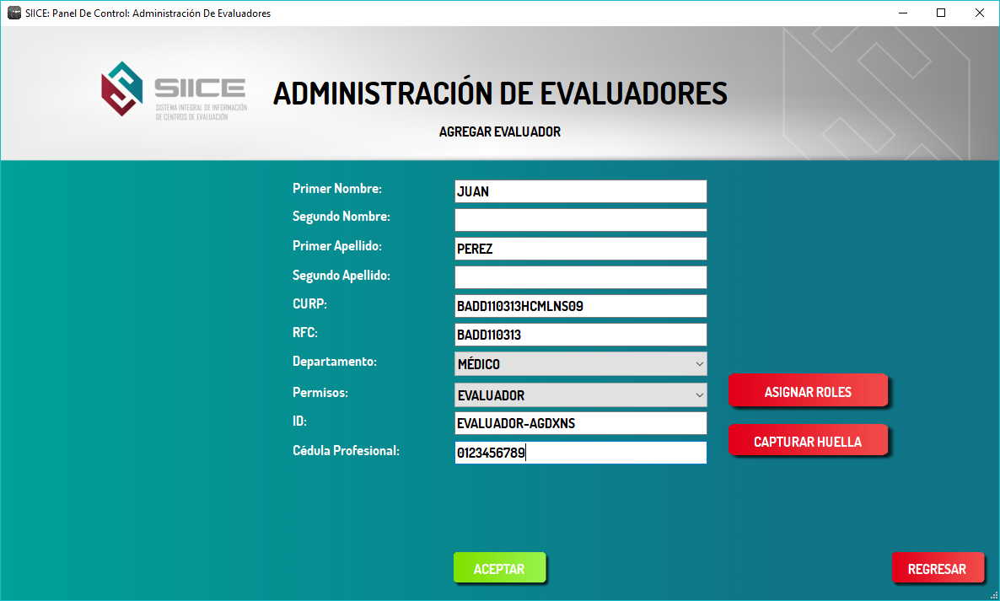 SIICE: Panel De Control: Administración De Evaluadores
SIICE
SISTEMA INTEGRAL DE INFORMACIÓN
DE CENTROS DE EVALUACIÓN
ADMINISTRACIÓN DE EVALUADORES
AGREGAR EVALUADOR
Primer Nombre: JUAN
Segundo Nombre:
Primer Apellido: PEREZ
Segundo Apellido:
CURP: BADD110313HCMLNS09
RFC: BADD110313
Departamento: MÉDICO
Permisos: EVALUADOR
ASIGNAR ROLES
ID: EVALUADOR-AGDXNS
CAPTURAR HUELLA
Cédula Profesional: 0123456789
ACEPTAR
REGRESAR